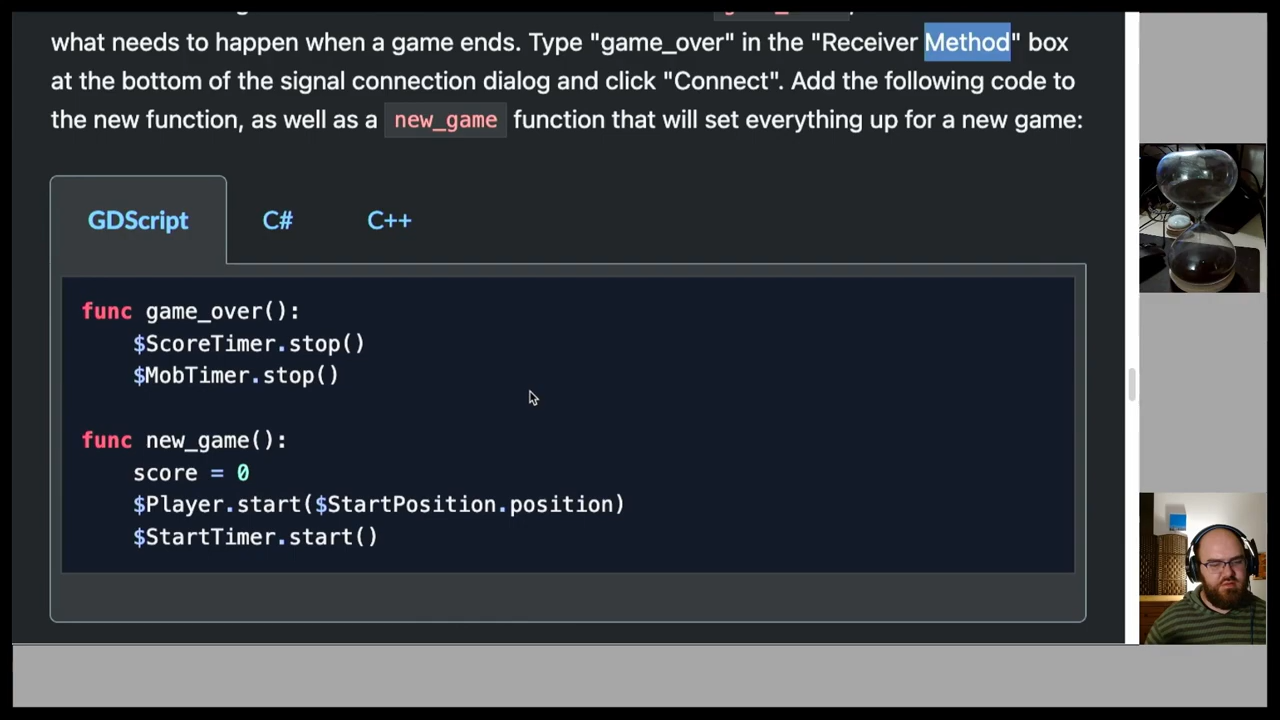 what needs to happen when a game ends. Type "game_over" in the "Receiver Method" box
at the bottom of the signal connection dialog and click "Connect". Add the following code to
the new function, as well as a new_game function that will set everything up for a new game:
GDScript C# C++
func game_over():
$ScoreTimer.stop()
$MobTimer.stop()
func new_game():
score = 0
$Player.start($StartPosition.position)
$StartTimer.start()